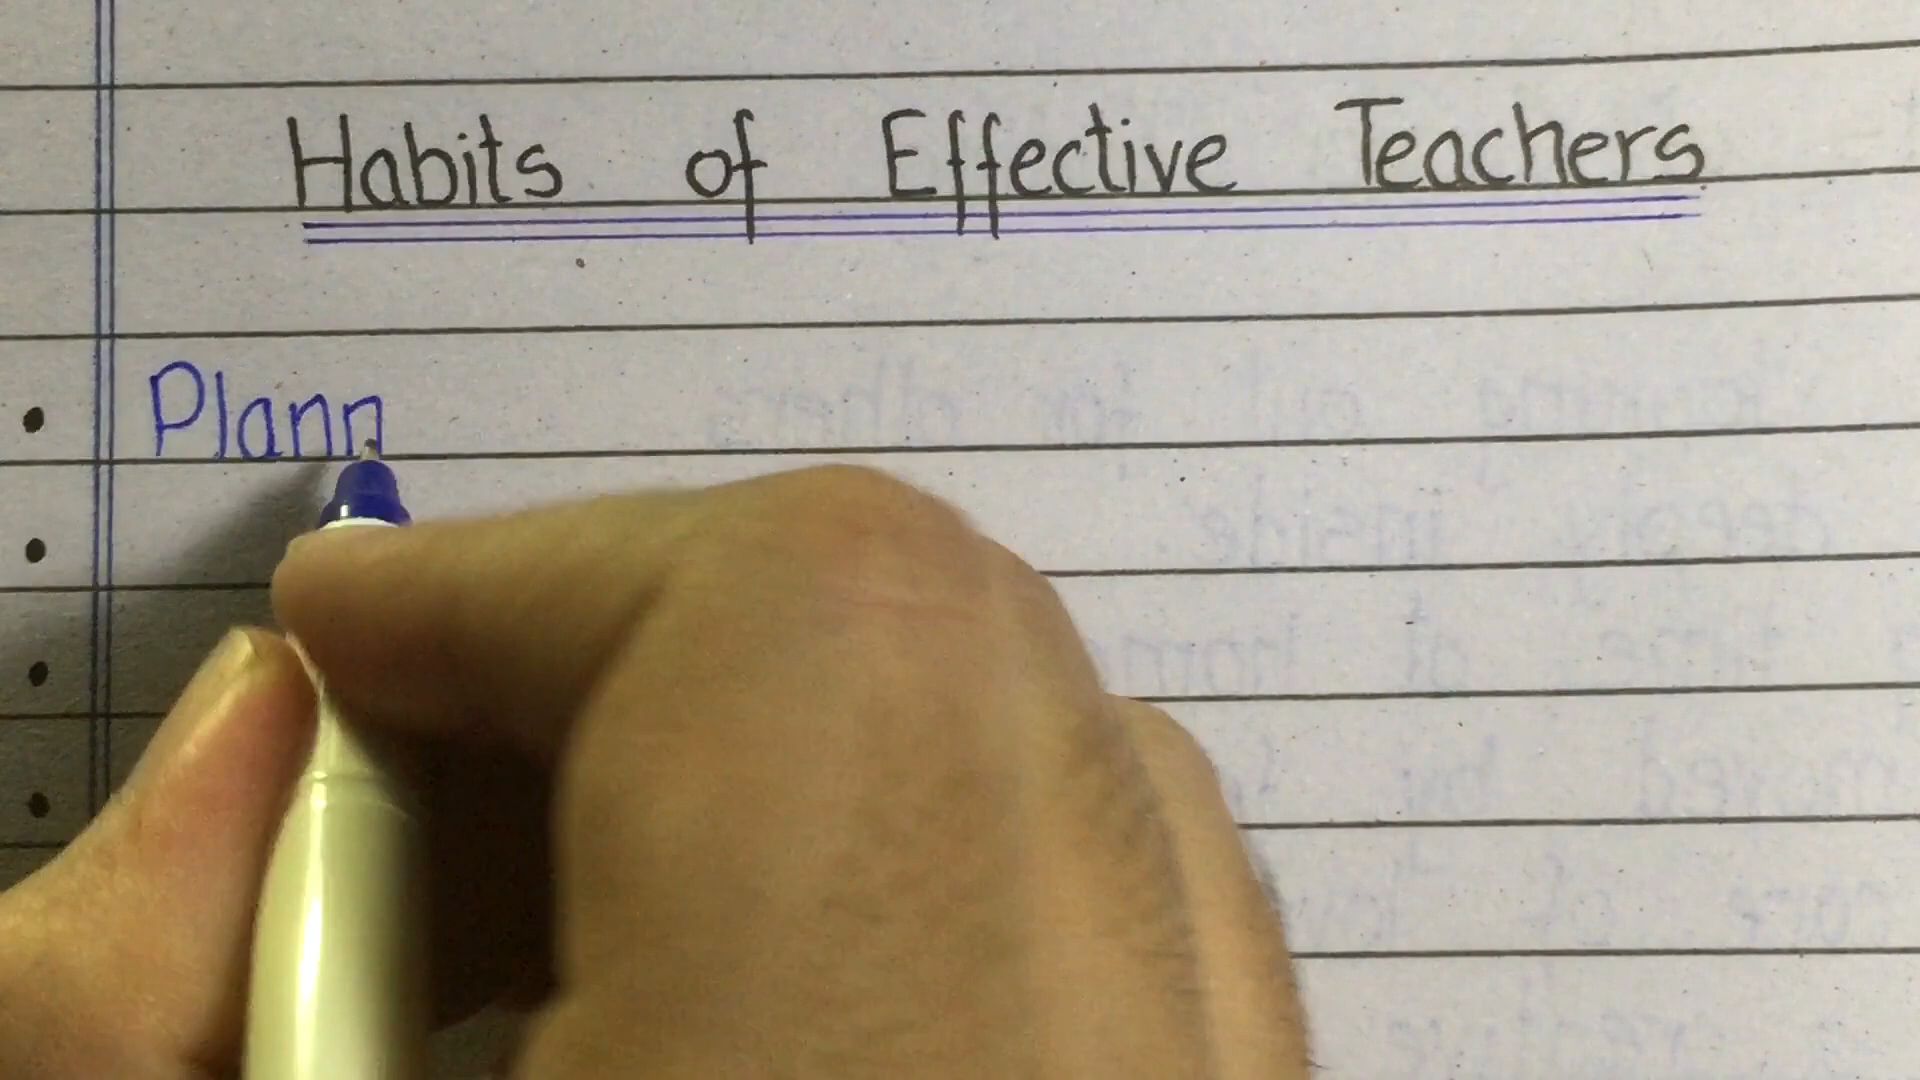 Habits of Effective Teachers
• Plann
•
•
•